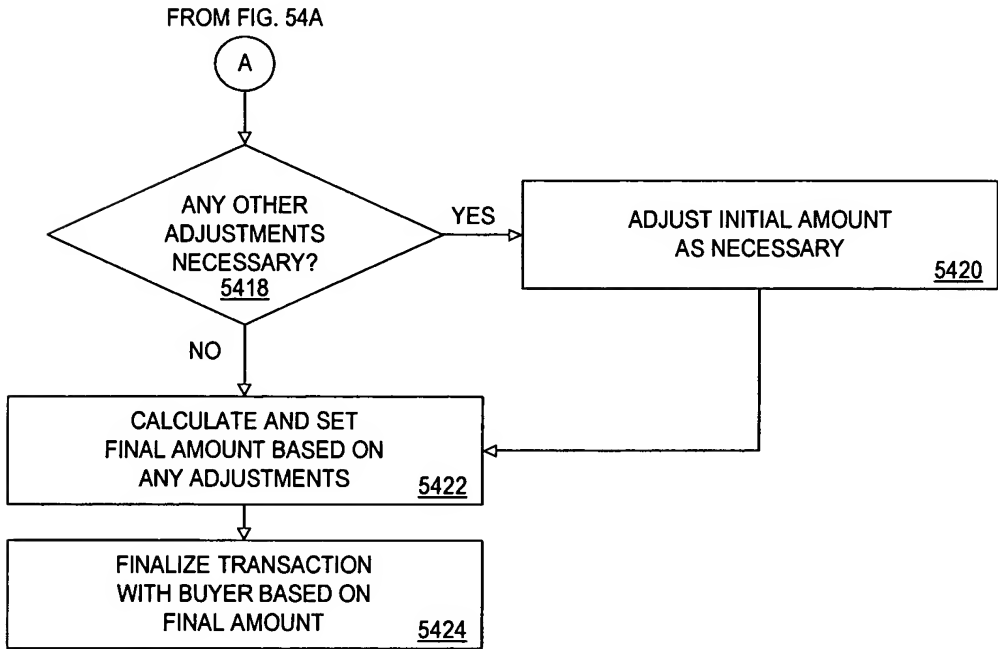 FROM FIG. 54A
A
ANY OTHER
ADJUSTMENTS
NECESSARY?
5418
YES
ADJUST INITIAL AMOUNT
AS NECESSARY
5420
NO
CALCULATE AND SET
FINAL AMOUNT BASED ON
ANY ADJUSTMENTS
5422
FINALIZE TRANSACTION
WITH BUYER BASED ON
FINAL AMOUNT
5424